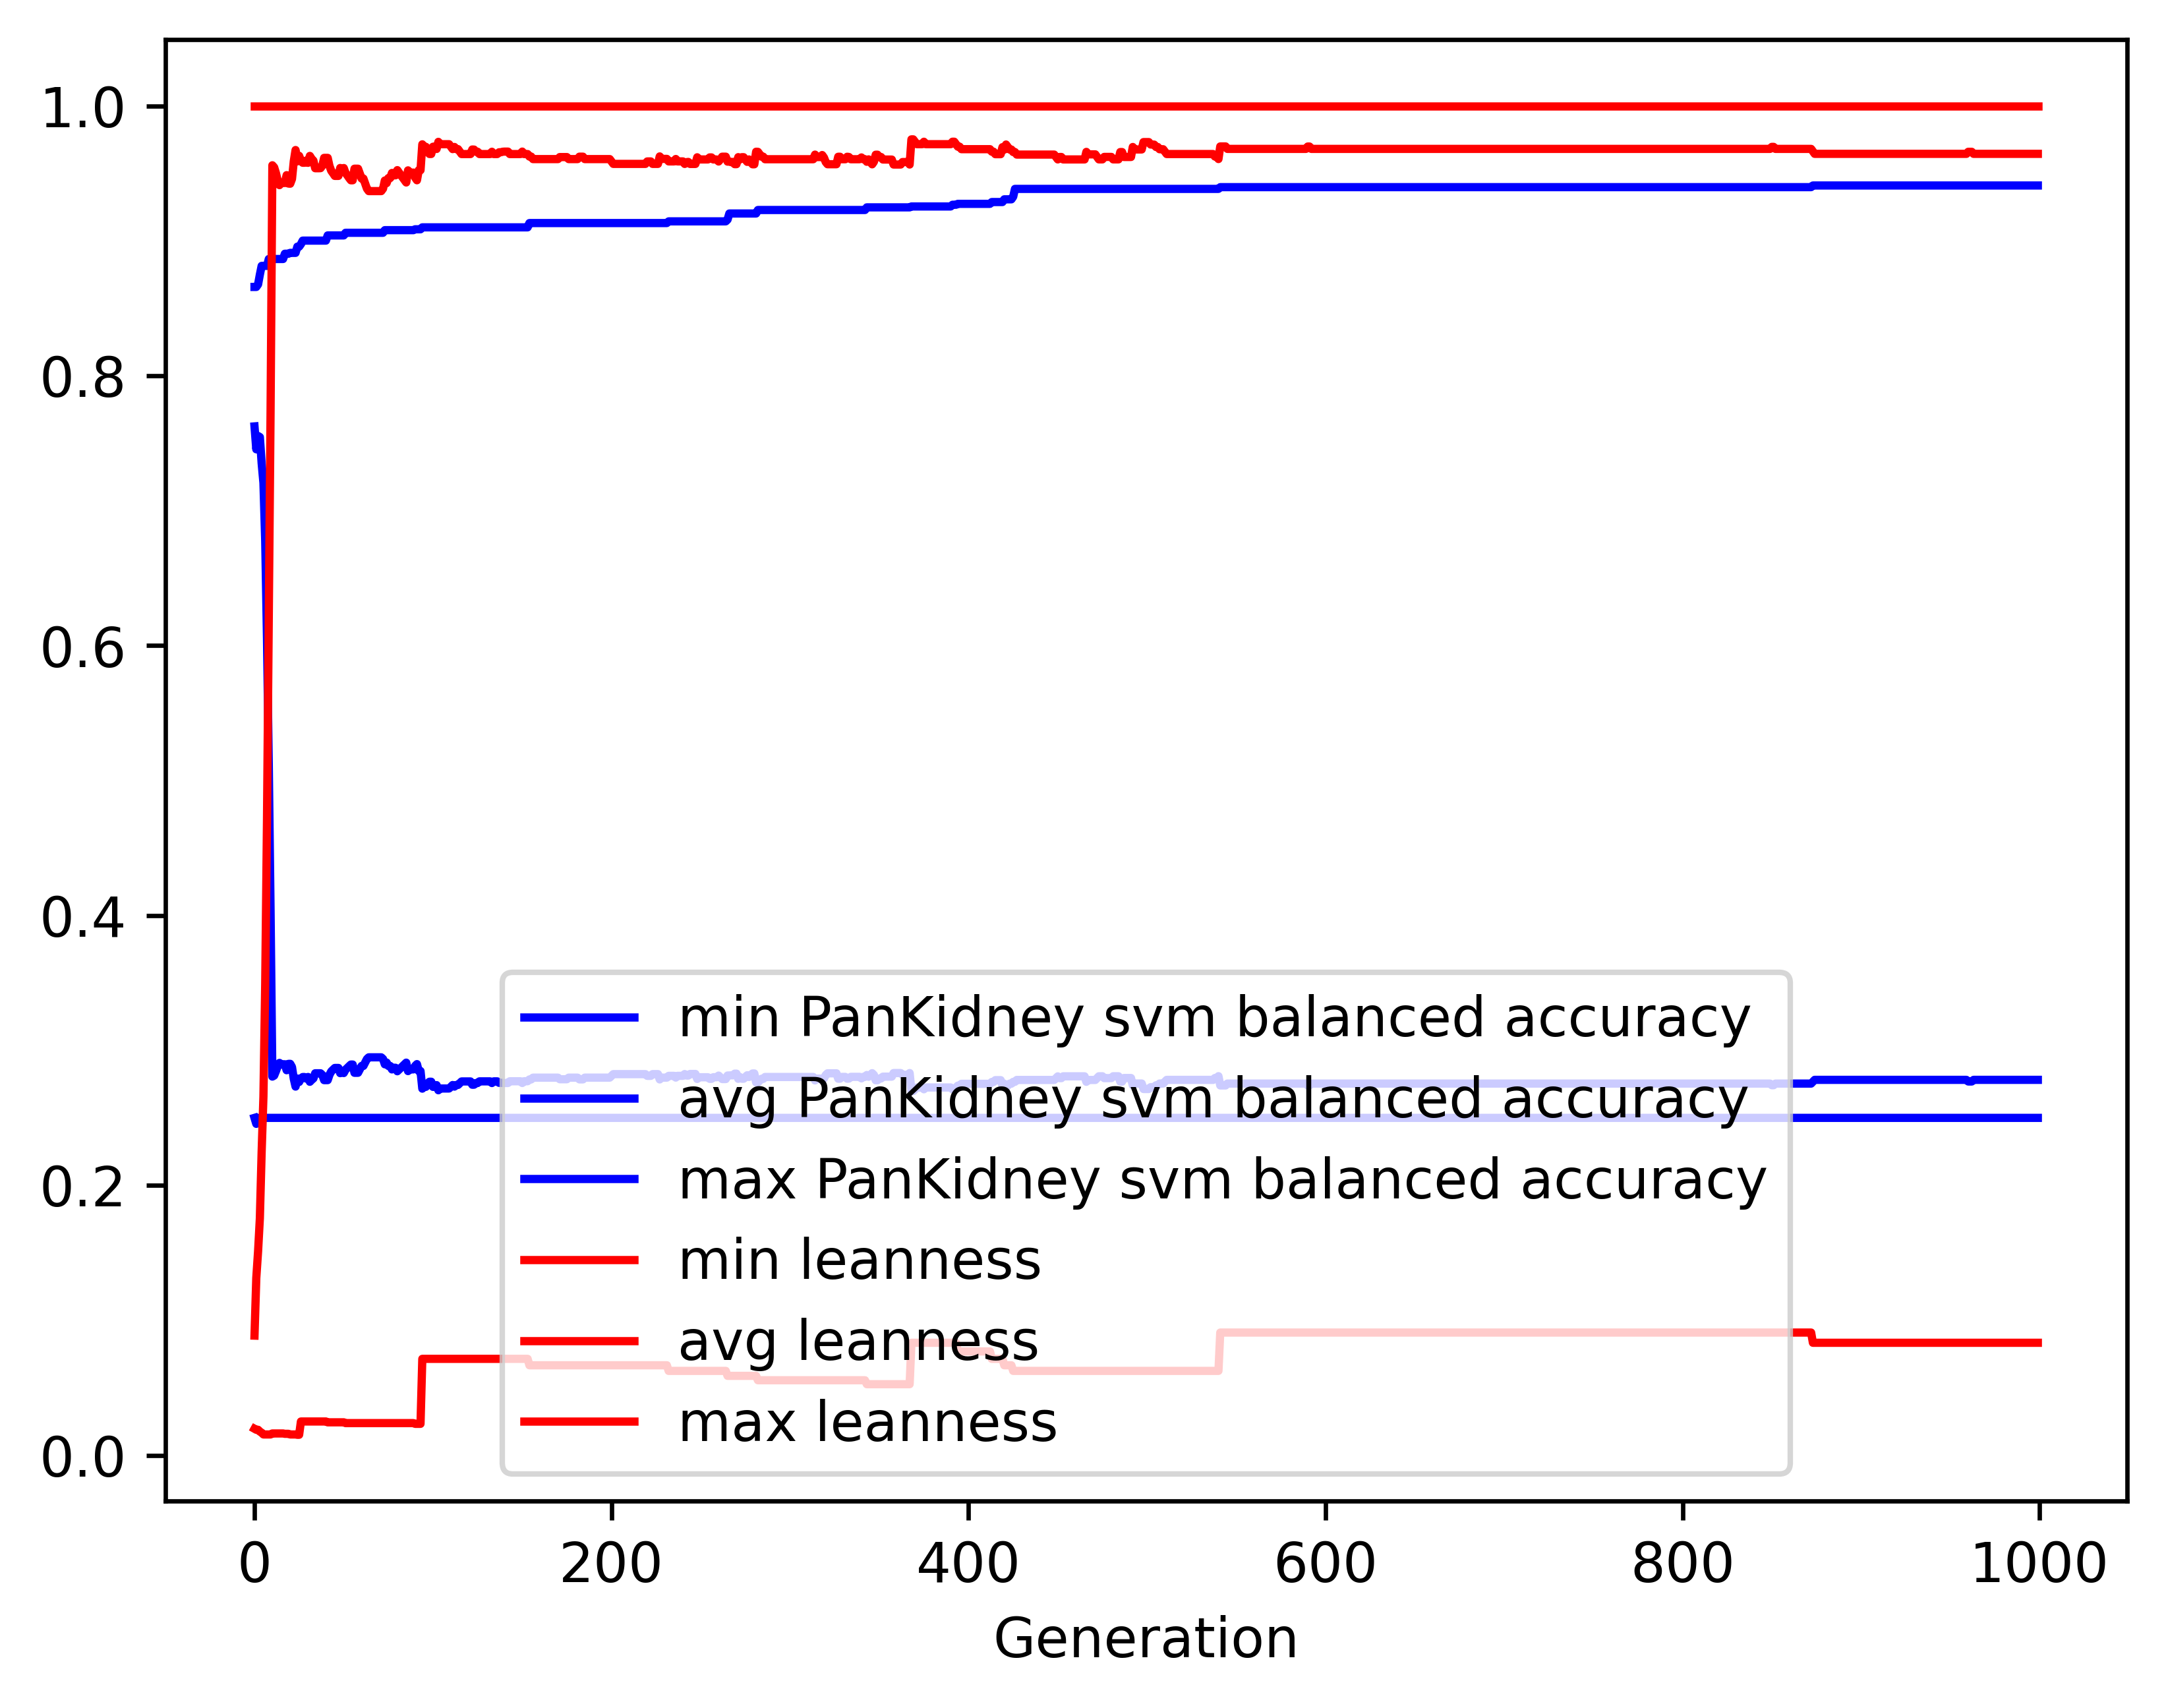 1.0
0.8
0.6
0.4
0.2
0.0
min PanKidney svm balanced accuracy
avg PanKidney svm balanced accuracy
max PanKidney svm balanced accuracy
min leanness
avg leanness
max leanness
0 200 400 600 800 1000
Generation